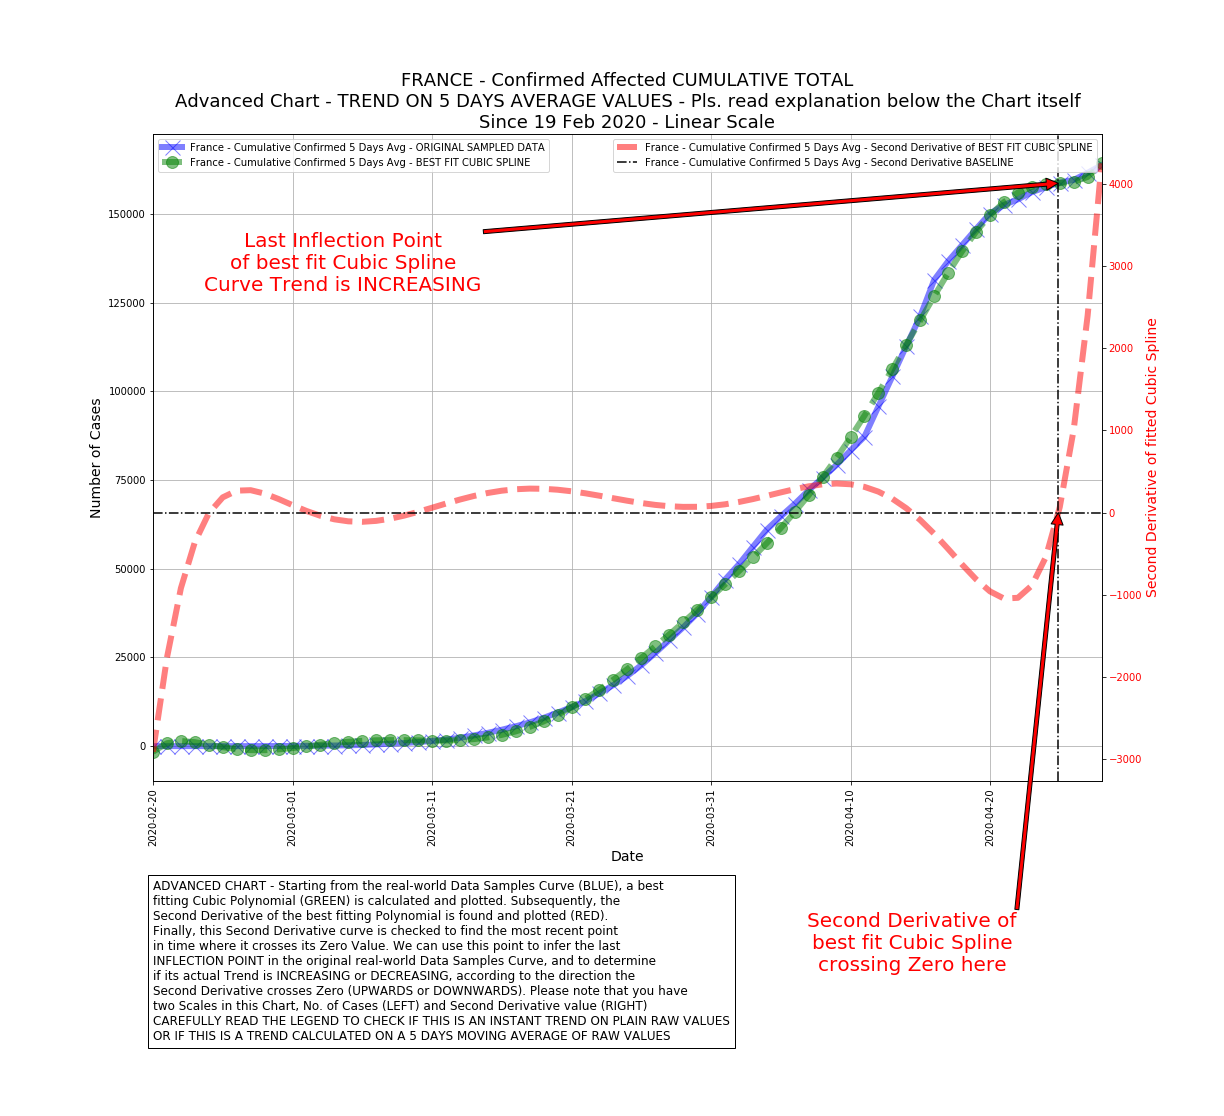 FRANCE - Confirmed Affected CUMULATIVE TOTAL
Advanced Chart - TREND ON 5 DAYS AVERAGE VALUES - Pls. read explanation below the Chart itself
Since 19 Feb 2020 - Linear Scale
France - Cumulative Confirmed 5 Days Avg - ORIGINAL SAMPLED DATA
France - Cumulative Confirmed 5 Days Avg - BEST FIT CUBIC SPLINE
France - Cumulative Confirmed 5 Days Avg - Second Derivative of BEST FIT CUBIC SPLINE
France - Cumulative Confirmed 5 Days Avg - Second Derivative BASELINE
Last Inflection Point
of best fit Cubic Spline
Curve Trend is INCREASING
Number of Cases
150000
125000
100000
75000
50000
25000
0
4000
3000
2000
1000
0
−1000
−2000
−3000
Second Derivative of fitted Cubic Spline
2020-02-20
2020-03-01
2020-03-11
2020-03-21
2020-03-31
2020-04-10
2020-04-20
Date
ADVANCED CHART - Starting from the real-world Data Samples Curve (BLUE), a best
fitting Cubic Polynomial (GREEN) is calculated and plotted. Subsequently, the
Second Derivative of the best fitting Polynomial is found and plotted (RED).
Finally, this Second Derivative curve is checked to find the most recent point
in time where it crosses its Zero Value. We can use this point to infer the last
INFLECTION POINT in the original real-world Data Samples Curve, and to determine
if its actual Trend is INCREASING or DECREASING, according to the direction the
Second Derivative crosses Zero (UPWARDS or DOWNWARDS). Please note that you have
two Scales in this Chart, No. of Cases (LEFT) and Second Derivative value (RIGHT)
CAREFULLY READ THE LEGEND TO CHECK IF THIS IS AN INSTANT TREND ON PLAIN RAW VALUES
OR IF THIS IS A TREND CALCULATED ON A 5 DAYS MOVING AVERAGE OF RAW VALUES
Second Derivative of
best fit Cubic Spline
crossing Zero here